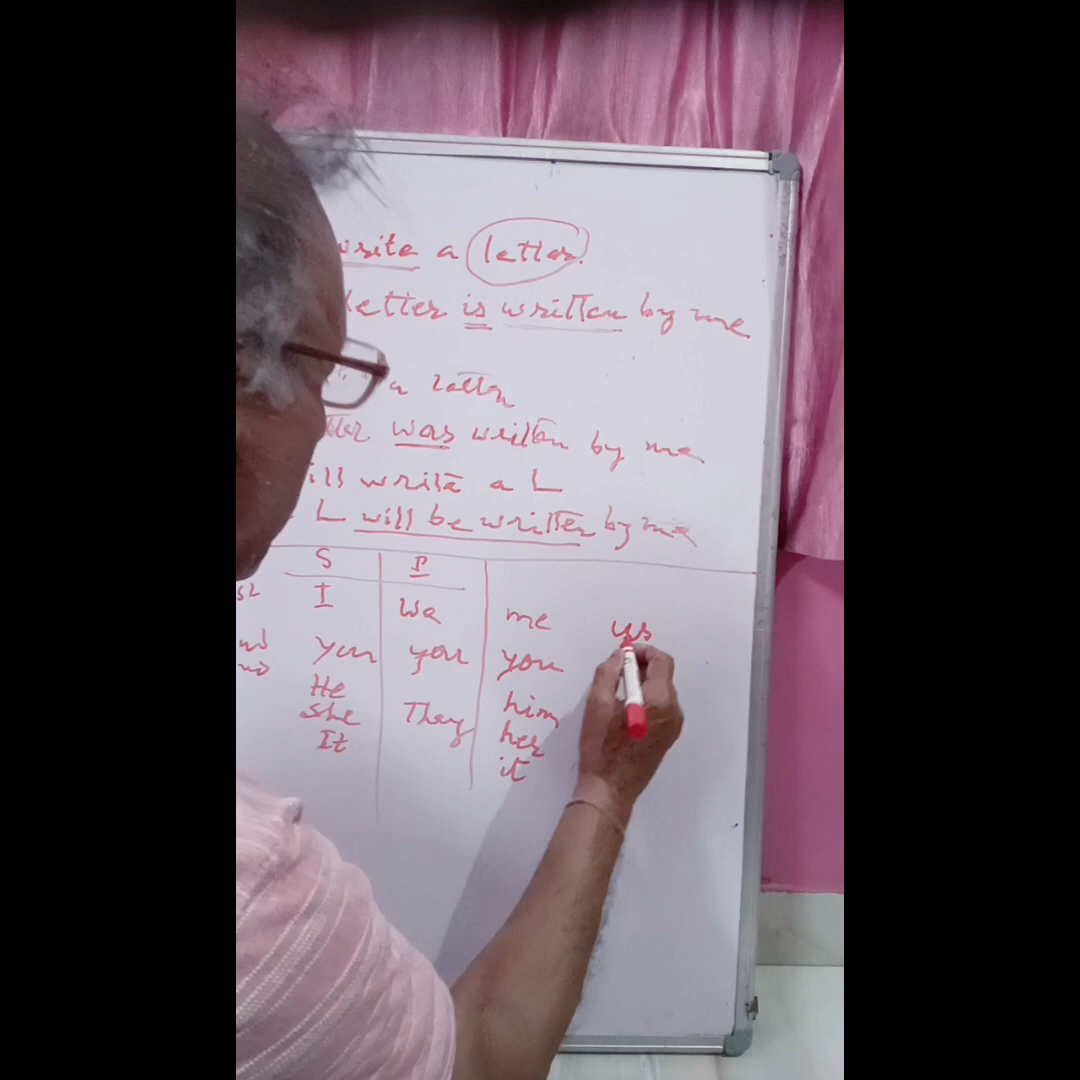 write a letter.
letter is written by me
a letter
was written by me
will write a L
L will be written by me
S P
I We me us
you you you
He him
She They her
It it